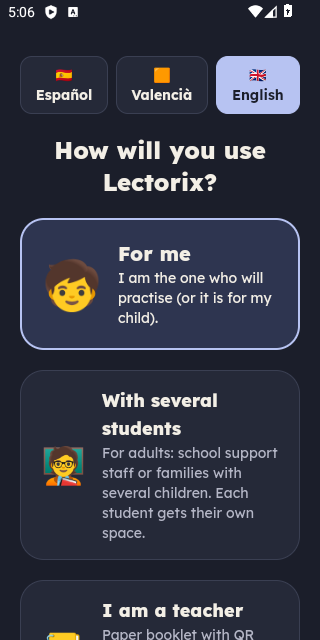 5:06
Español
Valencià
English
How will you use
Lectorix?
For me
I am the one who will
practise (or it is for my
child).
With several
students
For adults: school support
staff or families with
several children. Each
student gets their own
space.
I am a teacher
Paper booklet with QR